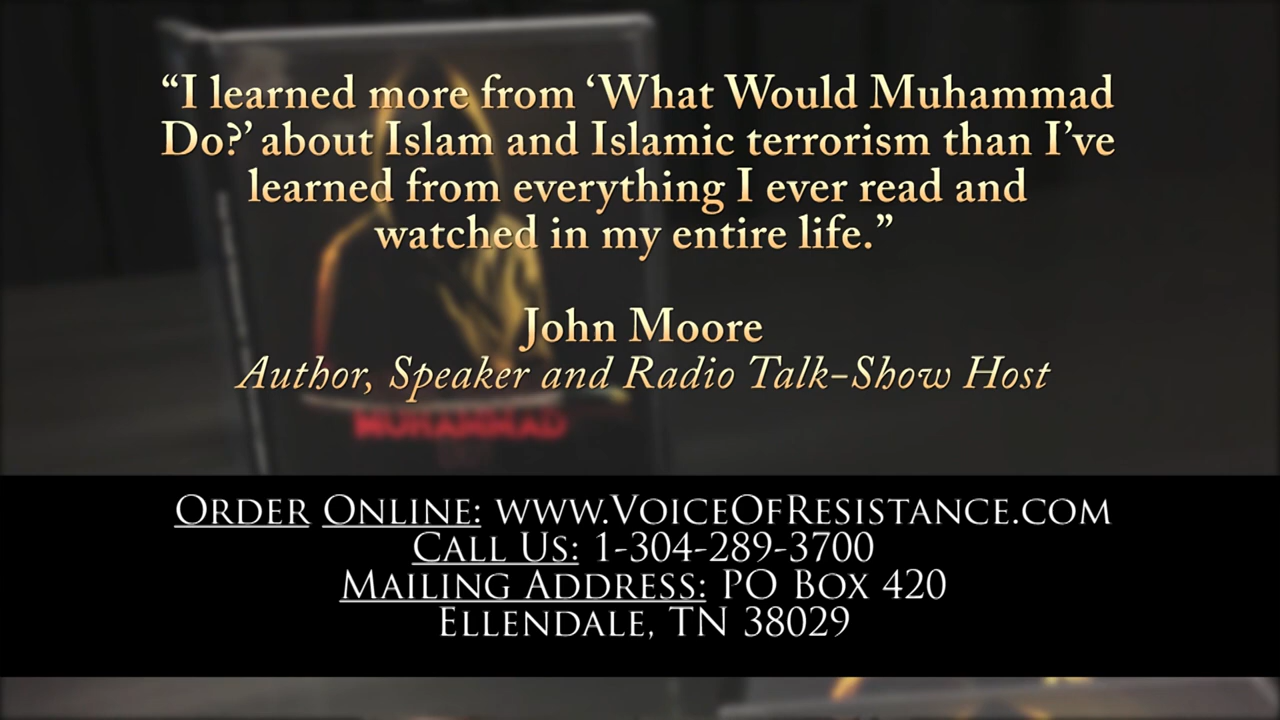 “I learned more from ‘What Would Muhammad
Do?’ about Islam and Islamic terrorism than I’ve
learned from everything I ever read and
watched in my entire life.”
John Moore
Author, Speaker and Radio Talk-Show Host
MUHAMMAD
Order Online: www.VoiceOfResistance.com
Call Us: 1-304-289-3700
Mailing Address: PO Box 420
Ellendale, TN 38029